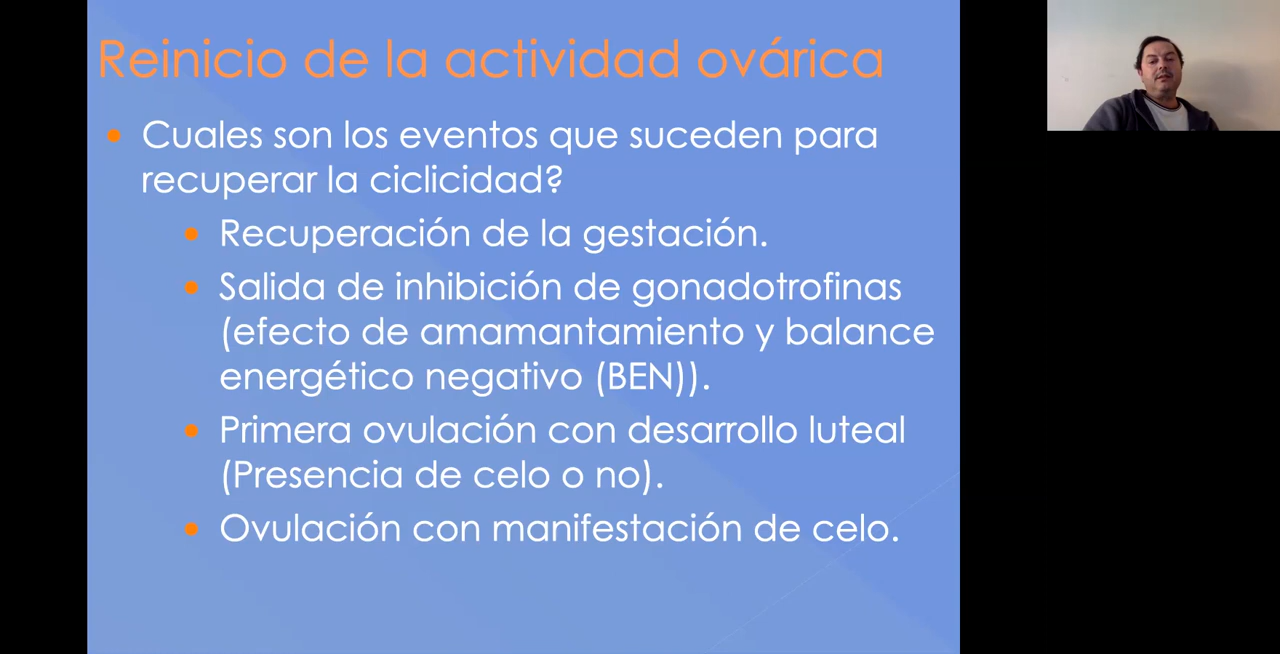 Reinicio de la actividad ovárica
Cuales son los eventos que suceden para
recuperar la ciclicidad?
Recuperación de la gestación.
Salida de inhibición de gonadotrofinas
(efecto de amamantamiento y balance
energético negativo (BEN)).
Primera ovulación con desarrollo luteal
(Presencia de celo o no).
Ovulación con manifestación de celo.